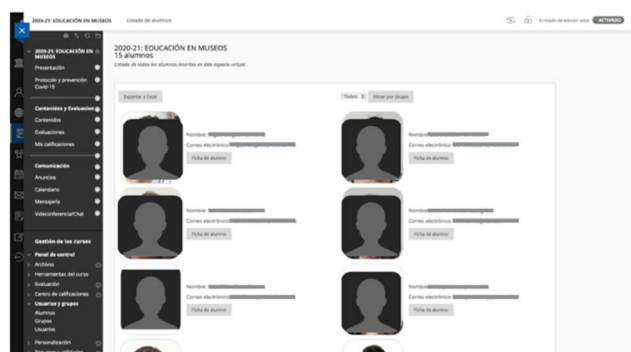 2020-21: EDUCACIÓN EN MUSEOS
Listado de alumnos
El modo de edición está:
ACTIVADO
2020-21: EDUCACIÓN EN MUSEOS
Presentación
Protocolo y prevención Covid-19
Contenidos y Evaluacion
Contenidos
Evaluaciones
Mis calificaciones
Comunicación
Anuncios
Calendario
Mensajería
Videoconferencia/Chat
Gestión de los cursos
Panel de control
Archivos
Herramientas del curso
Evaluación
Centro de calificaciones
Usuarios y grupos
Alumnos
Grupos
Usuarios
Personalización
2020-21: EDUCACIÓN EN MUSEOS
15 alumnos
Listado de todos los alumnos inscritos en este espacio virtual.
Exportar a Excel
Todos
Filtrar por Grupo
Nombre:
Correo electrónico:
Ficha de alumno
Nombre:
Correo electrónico:
Ficha de alumno
Nombre:
Correo electrónico:
Ficha de alumno
Nombre:
Correo electrónico:
Ficha de alumno
Nombre:
Correo electrónico:
Ficha de alumno
Nombre:
Correo electrónico:
Ficha de alumno